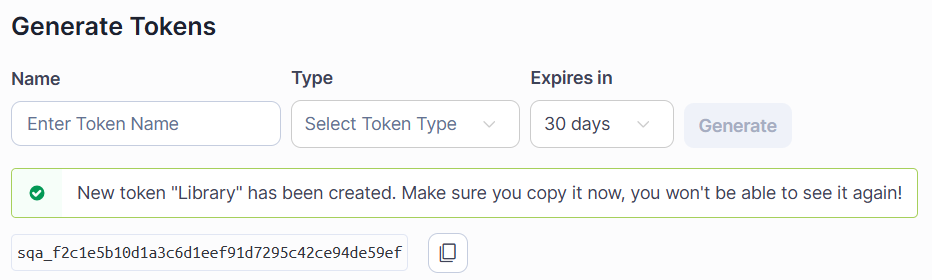 Generate Tokens
Name Type Expires in
Enter Token Name Select Token Type 30 days Generate
New token "Library" has been created. Make sure you copy it now, you won't be able to see it again!
sqa_f2c1e5b10d1a3c6d1eef91d7295c42ce94de59ef